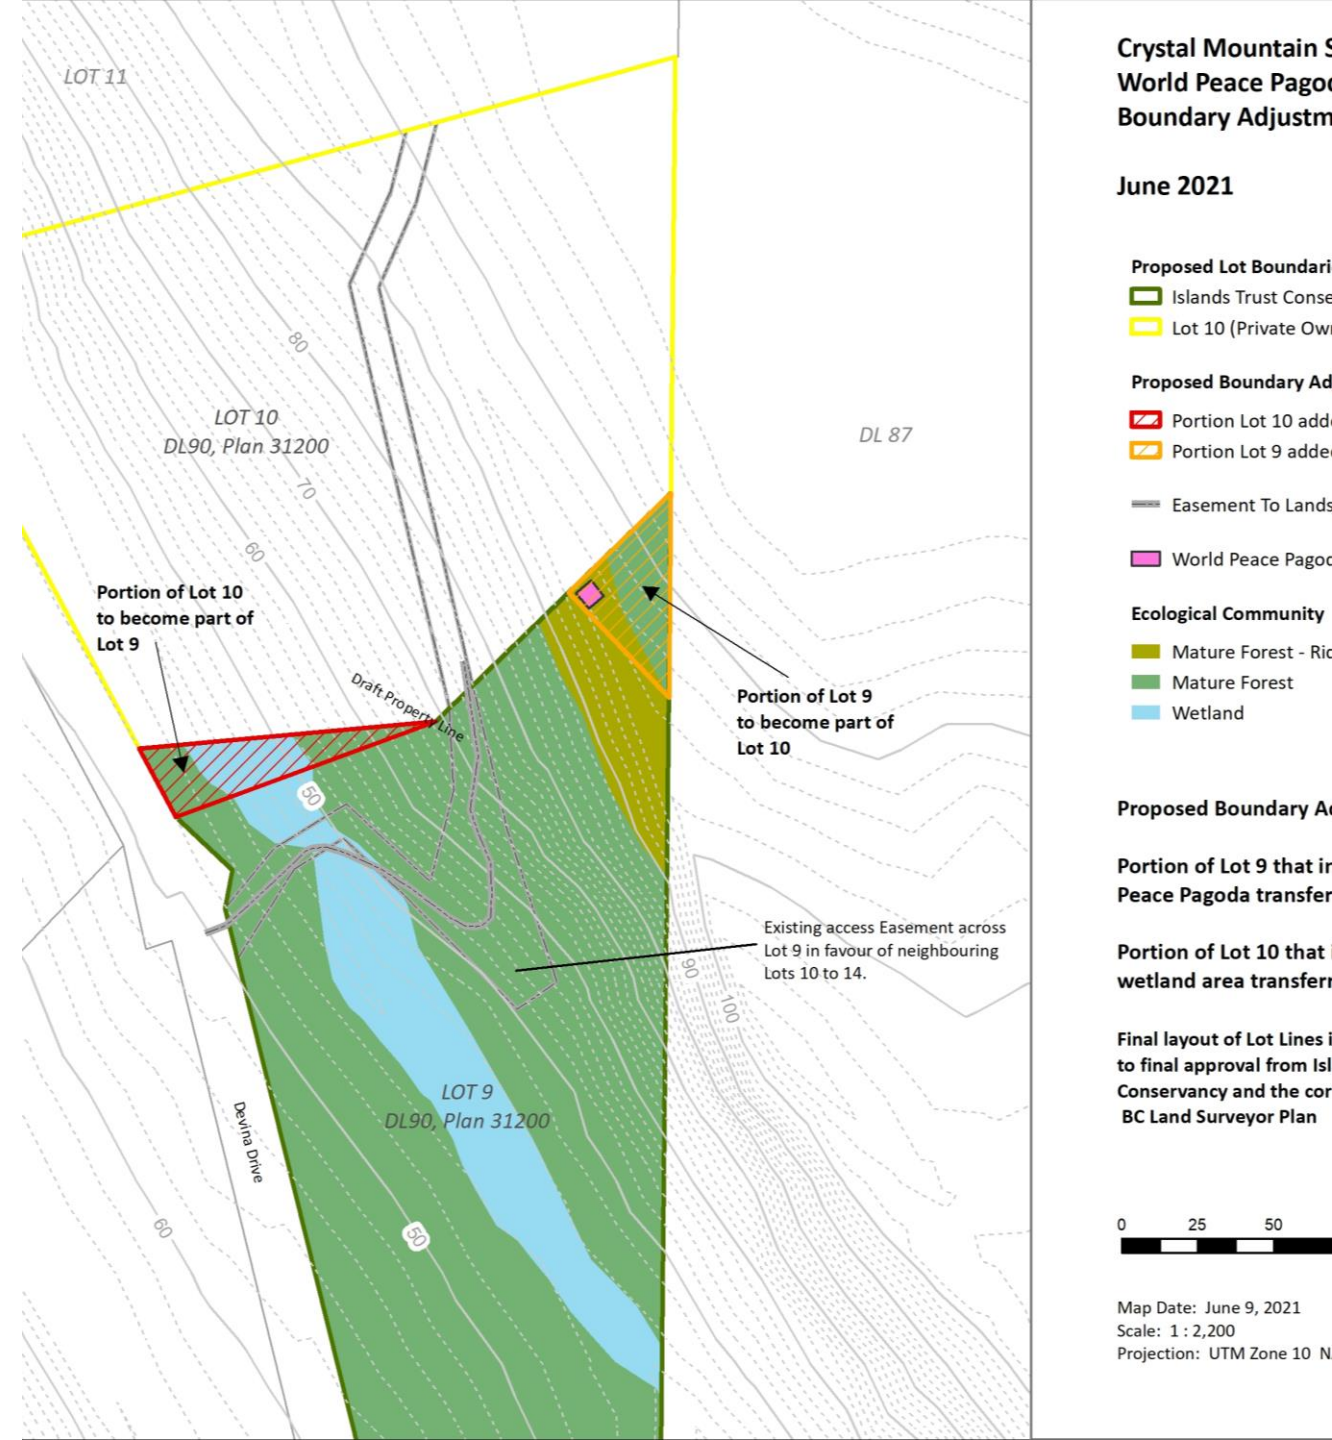 LOT 11
80
LOT 10
DL90, Plan 31200
70
60
DL 87
Portion of Lot 10
to become part of
Lot 9
Draft Property Line
Portion of Lot 9
to become part of
Lot 10
50
Existing access Easement across
Lot 9 in favour of neighbouring
Lots 10 to 14.
90
100
LOT 9
DL90, Plan 31200
Devina Drive
60
50
Crystal Mountain S
World Peace Pagod
Boundary Adjustm
June 2021
Proposed Lot Boundari
Islands Trust Conse
Lot 10 (Private Own
Proposed Boundary Ad
Portion Lot 10 adde
Portion Lot 9 added
Easement To Lands
World Peace Pagod
Ecological Community
Mature Forest - Rid
Mature Forest
Wetland
Proposed Boundary Ad
Portion of Lot 9 that in
Peace Pagoda transfer
Portion of Lot 10 that i
wetland area transferr
Final layout of Lot Lines i
to final approval from Isl
Conservancy and the cor
BC Land Surveyor Plan
0 25 50
Map Date: June 9, 2021
Scale: 1 : 2,200
Projection: UTM Zone 10 N